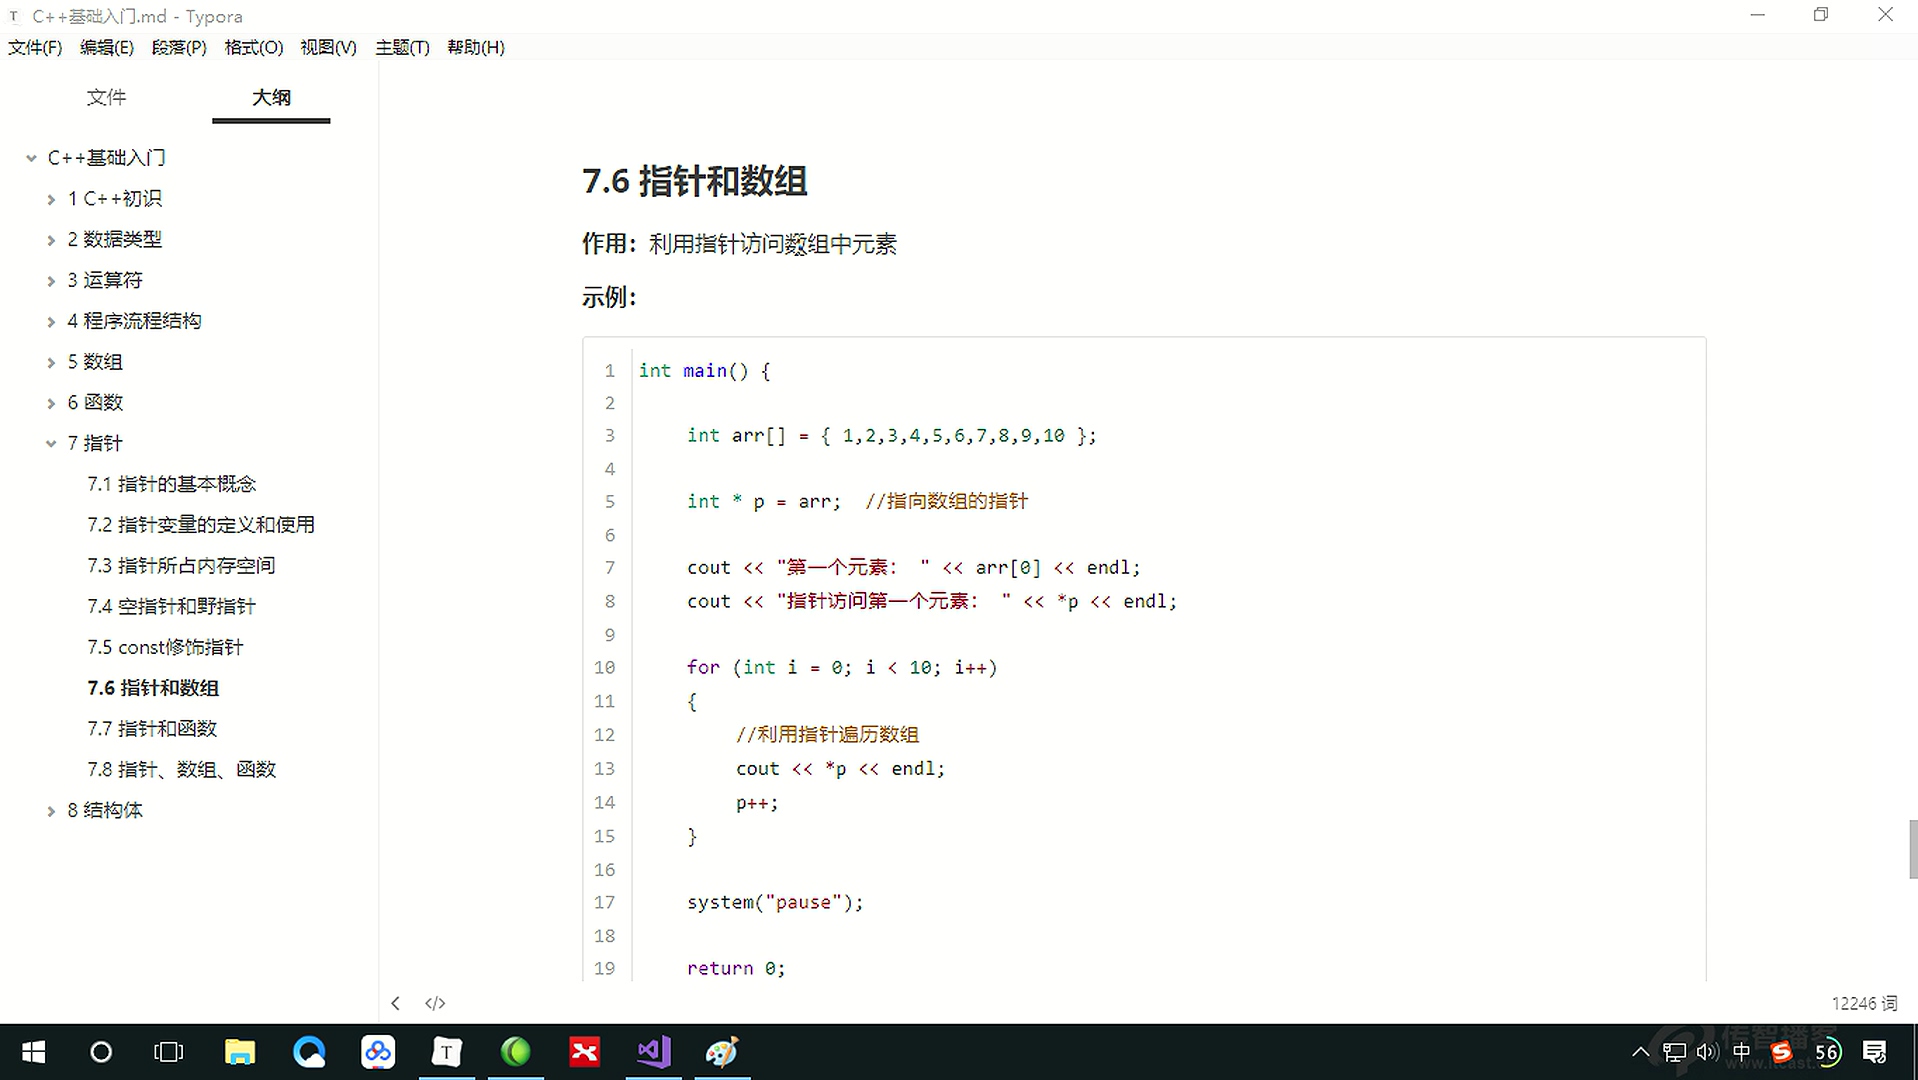 C++基础入门.md - Typora
文件(F) 编辑(E) 段落(P) 格式(O) 视图(V) 主题(T) 帮助(H)
文件 大纲
C++基础入门
1 C++初识
2 数据类型
3 运算符
4 程序流程结构
5 数组
6 函数
7 指针
7.1 指针的基本概念
7.2 指针变量的定义和使用
7.3 指针所占内存空间
7.4 空指针和野指针
7.5 const修饰指针
7.6 指针和数组
7.7 指针和函数
7.8 指针、数组、函数
8 结构体
7.6 指针和数组
作用：利用指针访问数组中元素
示例：
1 int main() {
2
3 int arr[] = { 1,2,3,4,5,6,7,8,9,10 };
4
5 int * p = arr; //指向数组的指针
6
7 cout << "第一个元素： " << arr[0] << endl;
8 cout << "指针访问第一个元素： " << *p << endl;
9
10 for (int i = 0; i < 10; i++)
11 {
12 //利用指针遍历数组
13 cout << *p << endl;
14 p++;
15 }
16
17 system("pause");
18
19 return 0;
</> 12246 词
T 中 S 56
传智播客
www.itcast.c